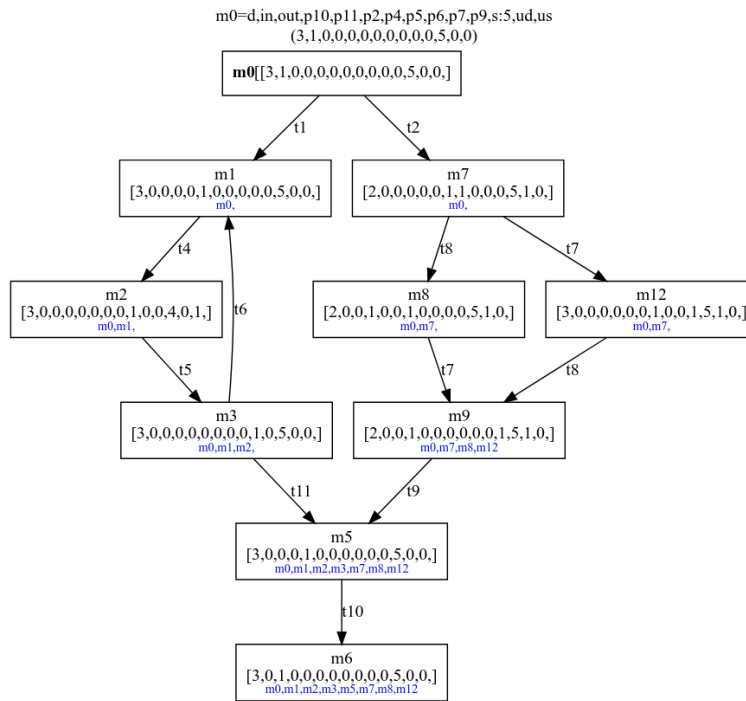 m0=d,in,out,p10,p11,p2,p4,p5,p6,p7,p9,s:5,ud,us
(3,1,0,0,0,0,0,0,0,0,0,5,0,0)
m0[[3,1,0,0,0,0,0,0,0,0,0,5,0,0,]
t1
t2
m1
[3,0,0,0,0,1,0,0,0,0,0,5,0,0,]
m0,
m7
[2,0,0,0,0,0,1,1,0,0,0,5,1,0,]
m0,
t4
t8
t7
m2
[3,0,0,0,0,0,0,0,1,0,0,4,0,1,]
m0,m1,
t6
m8
[2,0,0,1,0,0,1,0,0,0,0,5,1,0,]
m0,m7,
m12
[3,0,0,0,0,0,0,1,0,0,1,5,1,0,]
m0,m7,
t5
t7
t8
m3
[3,0,0,0,0,0,0,0,0,1,0,5,0,0,]
m0,m1,m2,
m9
[2,0,0,1,0,0,0,0,0,0,1,5,1,0,]
m0,m7,m8,m12
t11
t9
m5
[3,0,0,0,1,0,0,0,0,0,0,5,0,0,]
m0,m1,m2,m3,m7,m8,m12
t10
m6
[3,0,1,0,0,0,0,0,0,0,0,5,0,0,]
m0,m1,m2,m3,m5,m7,m8,m12